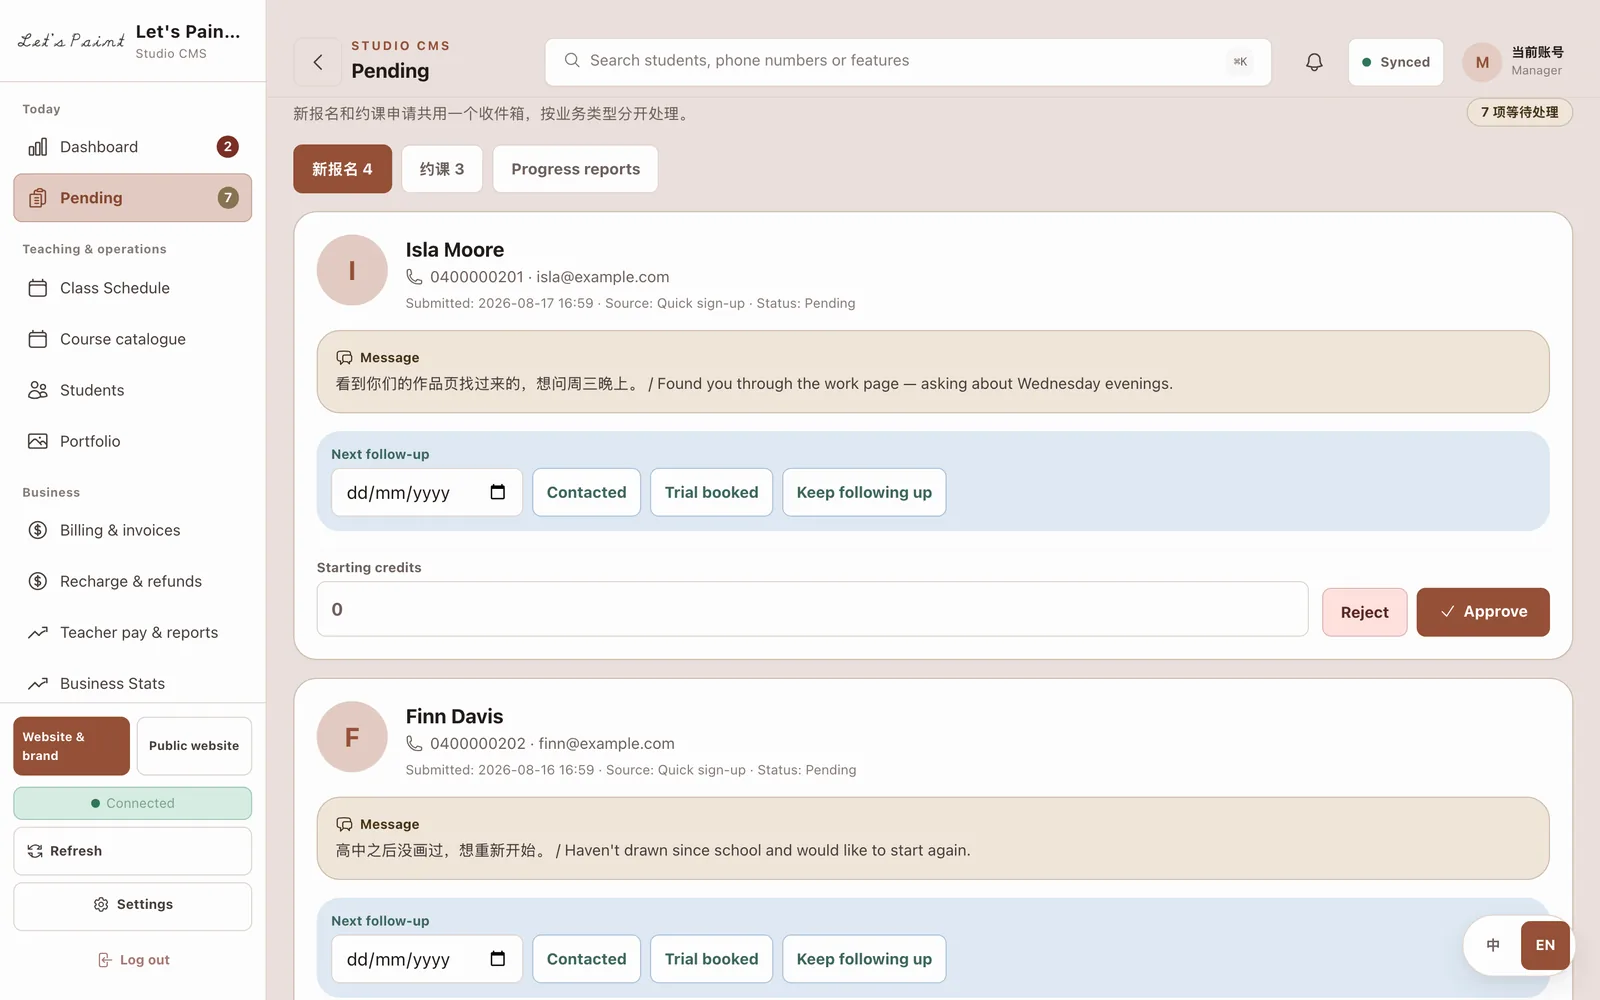 Let's Paint
Let's Pain...
Studio CMS
Today
Dashboard
2
Pending
7
Teaching & operations
Class Schedule
Course catalogue
Students
Portfolio
Business
Billing & invoices
Recharge & refunds
Teacher pay & reports
Business Stats
Website & brand
Public website
Connected
Refresh
Settings
Log out
STUDIO CMS
Pending
Search students, phone numbers or features
⌘K
Synced
M
当前账号
Manager
新报名和约课申请共用一个收件箱，按业务类型分开处理。
7 项等待处理
新报名 4
约课 3
Progress reports
I
Isla Moore
0400000201 · isla@example.com
Submitted: 2026-08-17 16:59 · Source: Quick sign-up · Status: Pending
Message
看到你们的作品页找过来的，想问周三晚上。 / Found you through the work page — asking about Wednesday evenings.
Next follow-up
dd/mm/yyyy
Contacted
Trial booked
Keep following up
Starting credits
0
Reject
Approve
F
Finn Davis
0400000202 · finn@example.com
Submitted: 2026-08-16 16:59 · Source: Quick sign-up · Status: Pending
Message
高中之后没画过，想重新开始。 / Haven't drawn since school and would like to start again.
Next follow-up
dd/mm/yyyy
Contacted
Trial booked
Keep following up
中
EN